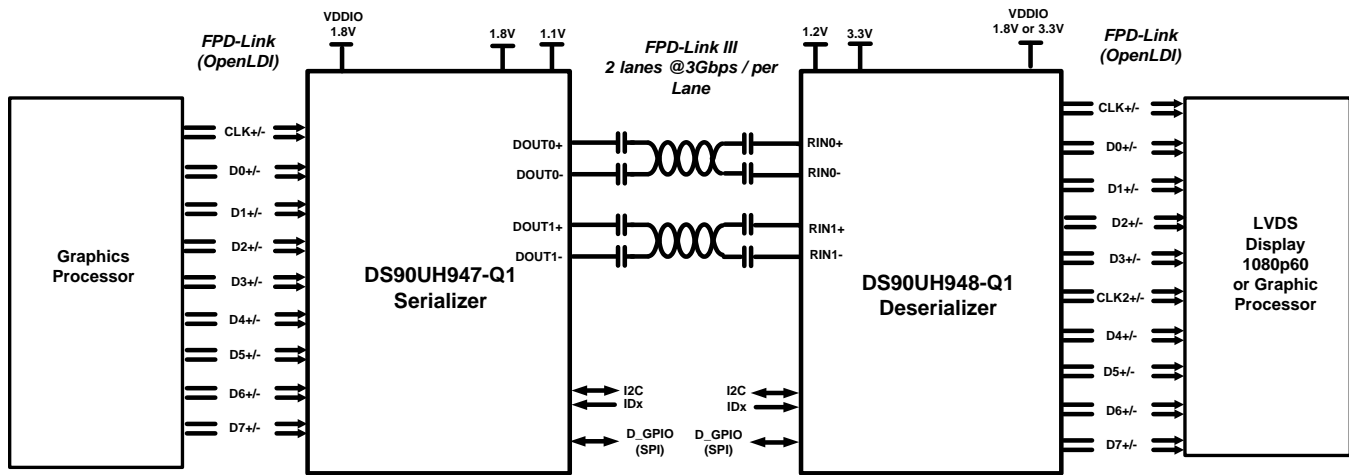 VDDIO
1.8V
1.8V
1.1V
FPD-Link
(OpenLDI)
FPD-Link III
2 lanes @3Gbps / per
Lane
1.2V
3.3V
VDDIO
1.8V or 3.3V
FPD-Link
(OpenLDI)
Graphics
Processor
CLK+/-
D0+/-
D1+/-
D2+/-
D3+/-
D4+/-
D5+/-
D6+/-
D7+/-
DS90UH947-Q1
Serializer
DOUT0+
DOUT0-
DOUT1+
DOUT1-
I2C
IDx
D_GPIO
(SPI)
RIN0+
RIN0-
RIN1+
RIN1-
I2C
IDx
D_GPIO
(SPI)
DS90UH948-Q1
Deserializer
CLK+/-
D0+/-
D1+/-
D2+/-
D3+/-
CLK2+/-
D4+/-
D5+/-
D6+/-
D7+/-
LVDS
Display
1080p60
or Graphic
Processor